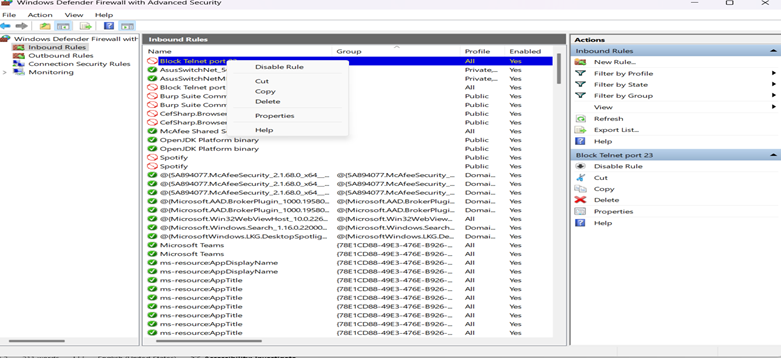 Windows Defender Firewall with Advanced Security
File Action View Help
Windows Defender Firewall with
Inbound Rules
Outbound Rules
Connection Security Rules
Monitoring
Inbound Rules
Name Group Profile Enabled
Block Telnet port All Yes
AsusSwitchNet_ Private,... Yes
AsusSwitchNetM Private,... Yes
Block Telnet port All Yes
Burp Suite Comm Public Yes
Burp Suite Comm Public Yes
CefSharp.Browser Public Yes
CefSharp.Browser Public Yes
McAfee Shared S All Yes
OpenJDK Platform binary Public Yes
OpenJDK Platform binary Public Yes
Spotify Public Yes
Spotify Public Yes
@{5A894077.McAfeeSecurity_2.1.68.0_x64__... @{5A894077.McAfeeSecurity_... Domai... Yes
@{5A894077.McAfeeSecurity_2.1.68.0_x64__... @{5A894077.McAfeeSecurity_... All Yes
@{5A894077.McAfeeSecurity_2.1.68.0_x64__... @{5A894077.McAfeeSecurity_... Domai... Yes
@{Microsoft.AAD.BrokerPlugin_1000.19580... @{Microsoft.AAD.BrokerPlugi... All Yes
@{Microsoft.AAD.BrokerPlugin_1000.19580... @{Microsoft.AAD.BrokerPlugi... Domai... Yes
@{Microsoft.Win32WebViewHost_10.0.226... @{Microsoft.Win32WebView... All Yes
@{Microsoft.Windows.Search_1.16.0.22000... @{Microsoft.Windows.Search... Domai... Yes
@{MicrosoftWindows.LKG.DesktopSpotlig... @{MicrosoftWindows.LKG.De... Domai... Yes
Microsoft Teams {78E1CD88-49E3-476E-B926-... All Yes
Microsoft Teams {78E1CD88-49E3-476E-B926-... All Yes
ms-resource:AppDisplayName {78E1CD88-49E3-476E-B926-... All Yes
ms-resource:AppDisplayName {78E1CD88-49E3-476E-B926-... All Yes
ms-resource:AppTitle {78E1CD88-49E3-476E-B926-... All Yes
ms-resource:AppTitle {78E1CD88-49E3-476E-B926-... All Yes
ms-resource:AppTitle {78E1CD88-49E3-476E-B926-... All Yes
ms-resource:AppTitle {78E1CD88-49E3-476E-B926-... All Yes
ms-resource:AppTitle {78E1CD88-49E3-476E-B926-... All Yes
ms-resource:AppTitle {78E1CD88-49E3-476E-B926-... All Yes
ms-resource:AppTitle {78E1CD88-49E3-476E-B926-... All Yes
Disable Rule
Cut
Copy
Delete
Properties
Help
Actions
Inbound Rules
New Rule...
Filter by Profile
Filter by State
Filter by Group
View
Refresh
Export List...
Help
Block Telnet port 23
Disable Rule
Cut
Copy
Delete
Properties
Help